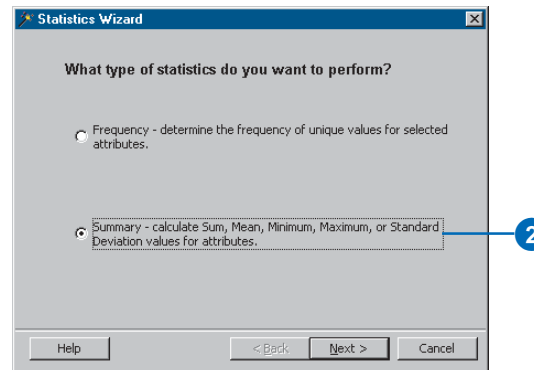 Statistics Wizard
What type of statistics do you want to perform?
Frequency - determine the frequency of unique values for selected
attributes.
Summary - calculate Sum, Mean, Minimum, Maximum, or Standard
Deviation values for attributes.
2
Help
< Back
Next >
Cancel